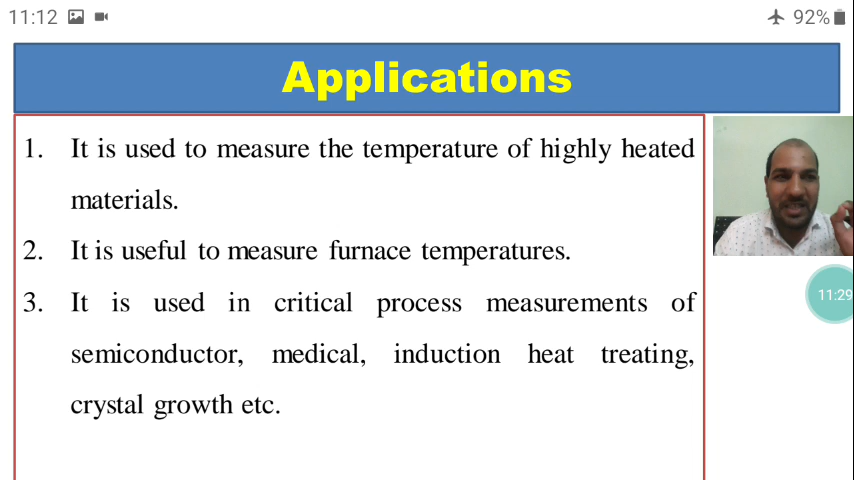 11:12
92%
Applications
1. It is used to measure the temperature of highly heated
materials.
2. It is useful to measure furnace temperatures.
3. It is used in critical process measurements of
semiconductor, medical, induction heat treating,
crystal growth etc.
11:29